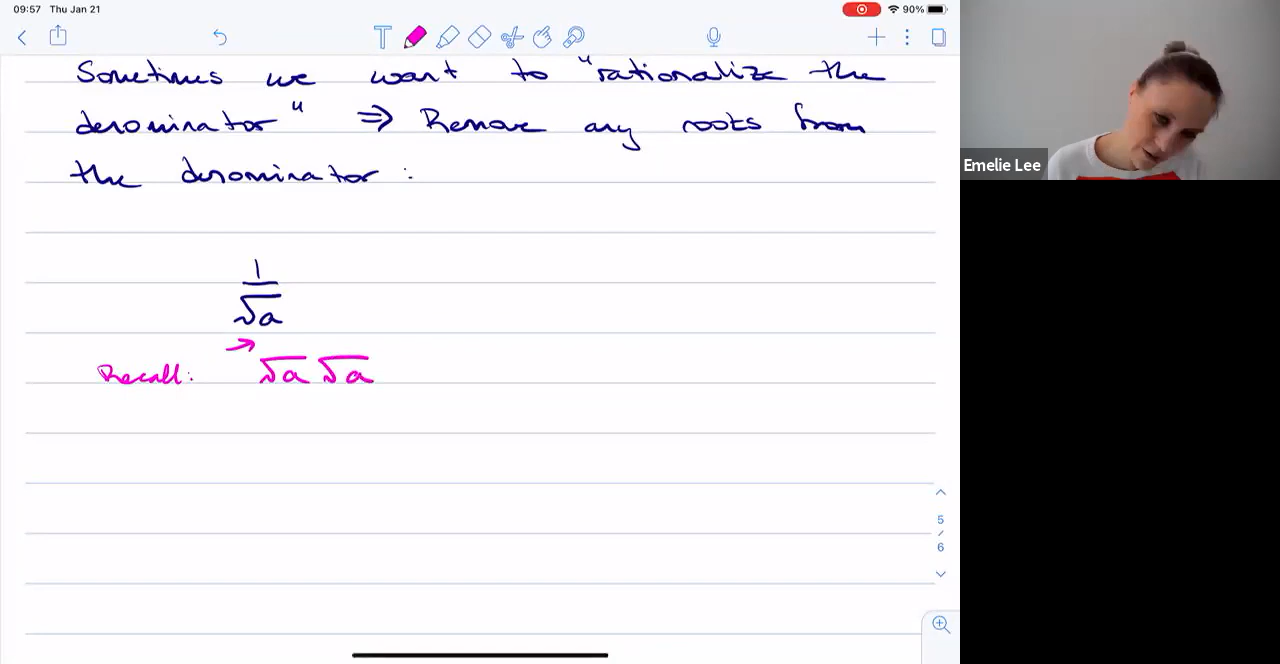 09:57 Thu Jan 21
90%
Sometimes we want to "rationalize the
denominator" ⇒ Remove any roots from
the denominator :
1
√a
→
Recall: √a √a
5
/
6
Emelie Lee